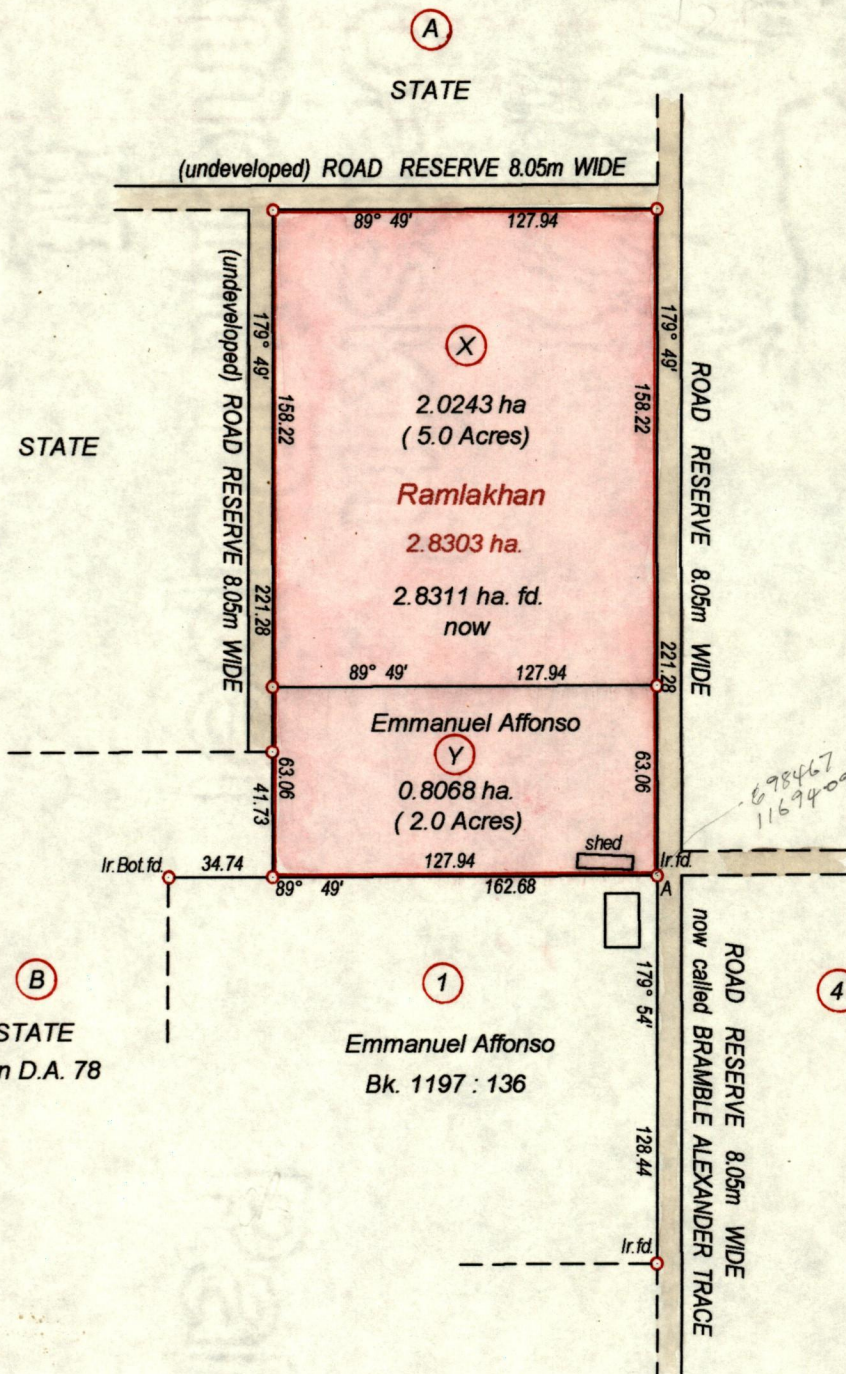 A
STATE
(undeveloped) ROAD RESERVE 8.05m WIDE
89° 49' 127.94
(undeveloped) ROAD RESERVE 8.05m WIDE
179° 49'
158.22
221.28
X
2.0243 ha
( 5.0 Acres)
Ramlakhan
2.8303 ha.
2.8311 ha. fd.
now
179° 49'
158.22
221.28
ROAD RESERVE 8.05m WIDE
STATE
89° 49' 127.94
Emmanuel Affonso
Y
0.8068 ha.
( 2.0 Acres)
63.06
41.73
63.06
shed
698467
Ir.Bot.fd.
34.74
127.94
Ir.fd.
89° 49' 162.68
A
B
STATE
n D.A. 78
1
Emmanuel Affonso
Bk. 1197 : 136
179° 54'
128.44
Ir.fd.
ROAD RESERVE 8.05m WIDE
now called BRAMBLE ALEXANDER TRACE
4